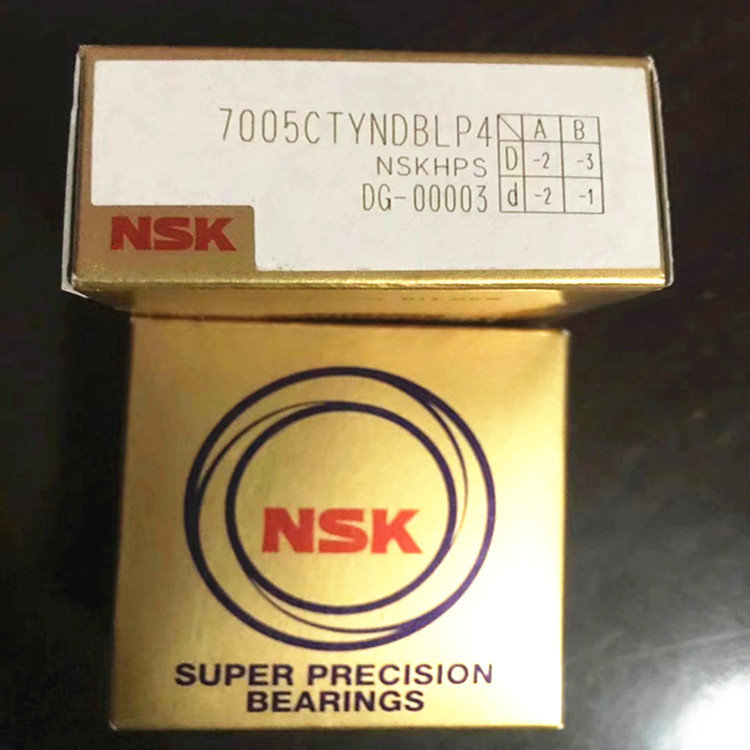 7005CTYNDBLP4
NSKHPS
DG-00003
A B
D -2 -3
d -2 -1
NSK
NSK
SUPER PRECISION
BEARINGS